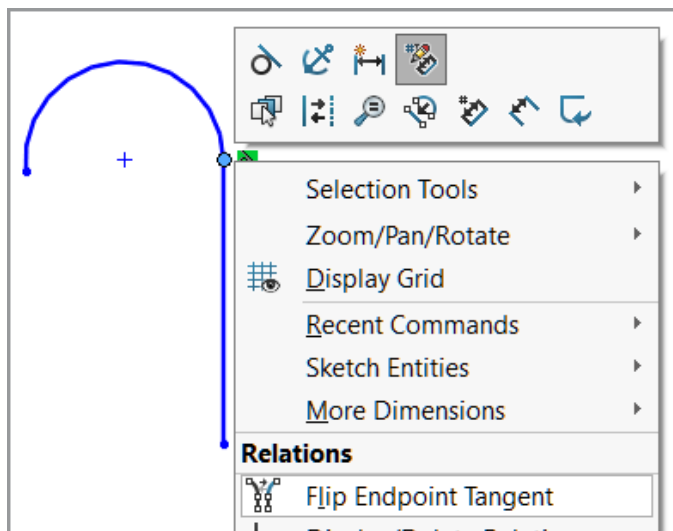 Selection Tools
Zoom/Pan/Rotate
Display Grid
Recent Commands
Sketch Entities
More Dimensions
Relations
Flip Endpoint Tangent